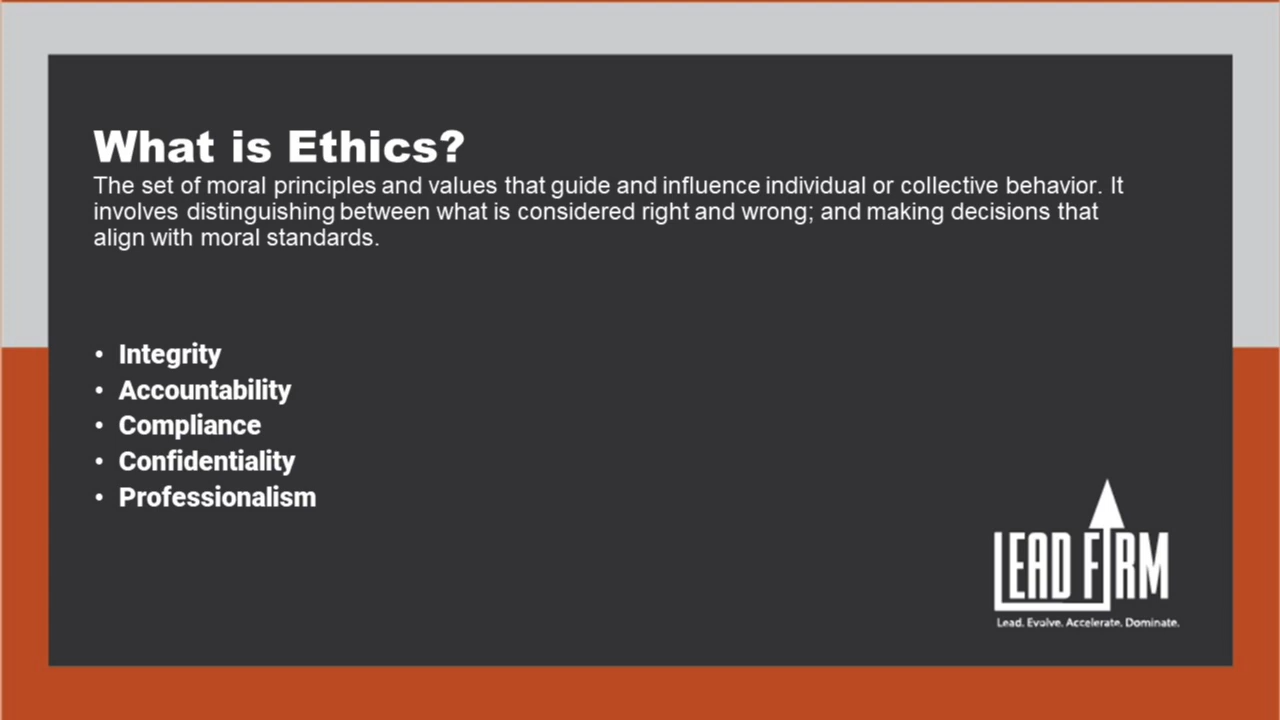 What is Ethics?
The set of moral principles and values that guide and influence individual or collective behavior. It
involves distinguishing between what is considered right and wrong; and making decisions that
align with moral standards.
• Integrity
• Accountability
• Compliance
• Confidentiality
• Professionalism
LEAD FIRM
Lead. Evolve. Accelerate. Dominate.